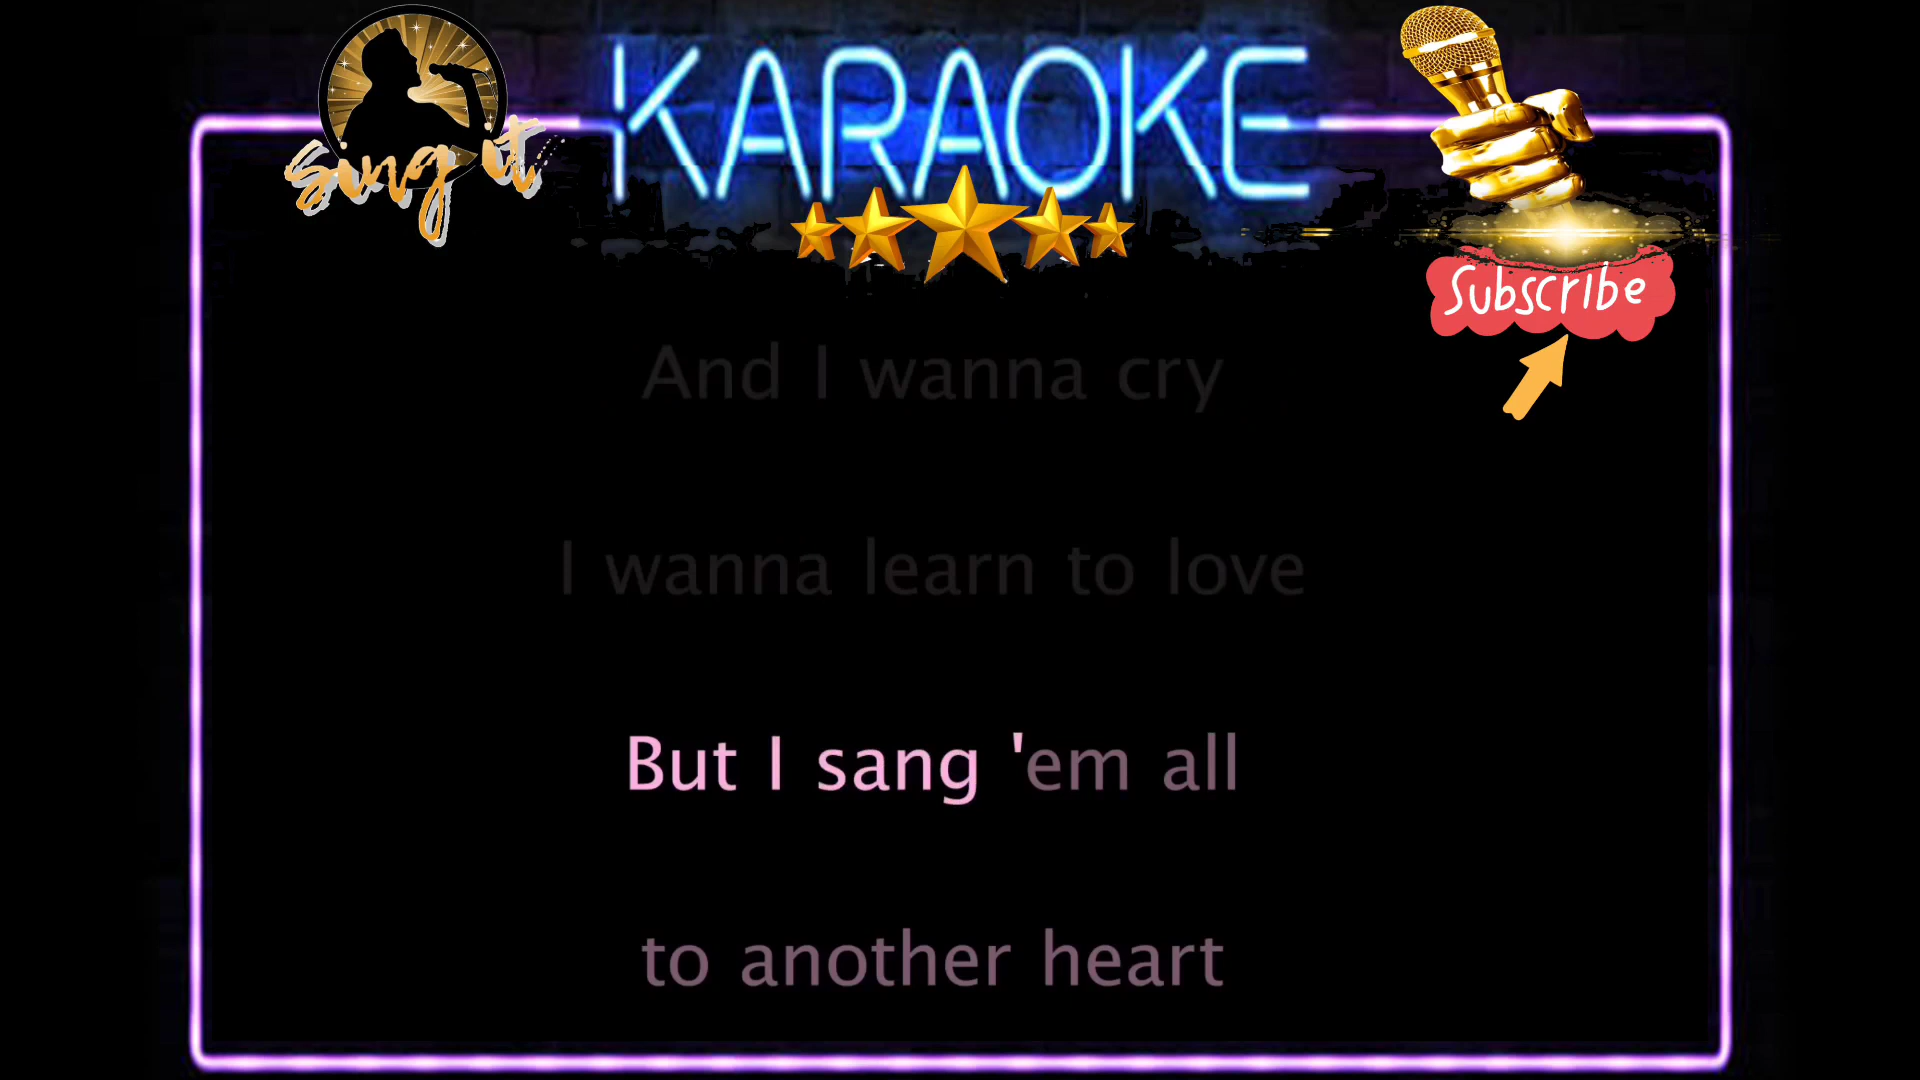 KARAOKE
sing it
Subscribe
And I wanna cry
I wanna learn to love
But I sang 'em all
to another heart